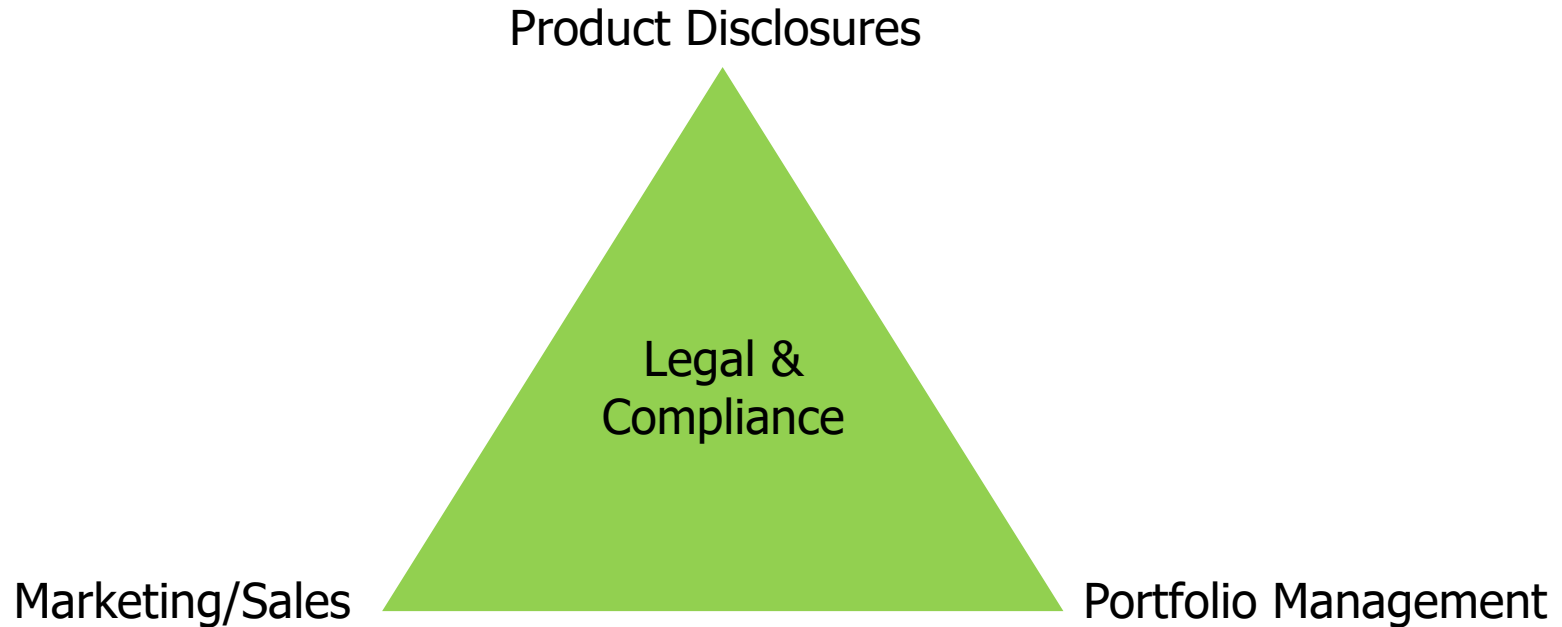 Product Disclosures
Legal &
Compliance
Marketing/Sales
Portfolio Management